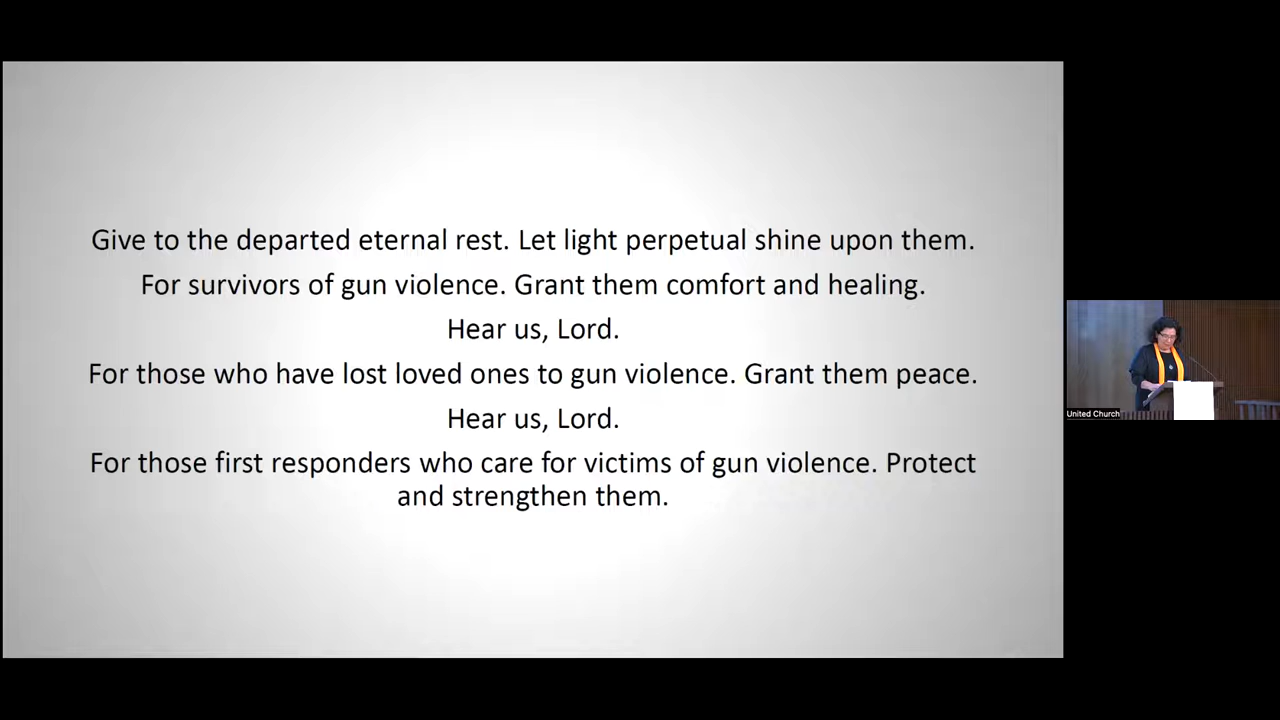 Give to the departed eternal rest. Let light perpetual shine upon them.
For survivors of gun violence. Grant them comfort and healing.
Hear us, Lord.
For those who have lost loved ones to gun violence. Grant them peace.
Hear us, Lord.
For those first responders who care for victims of gun violence. Protect
and strengthen them.
United Church